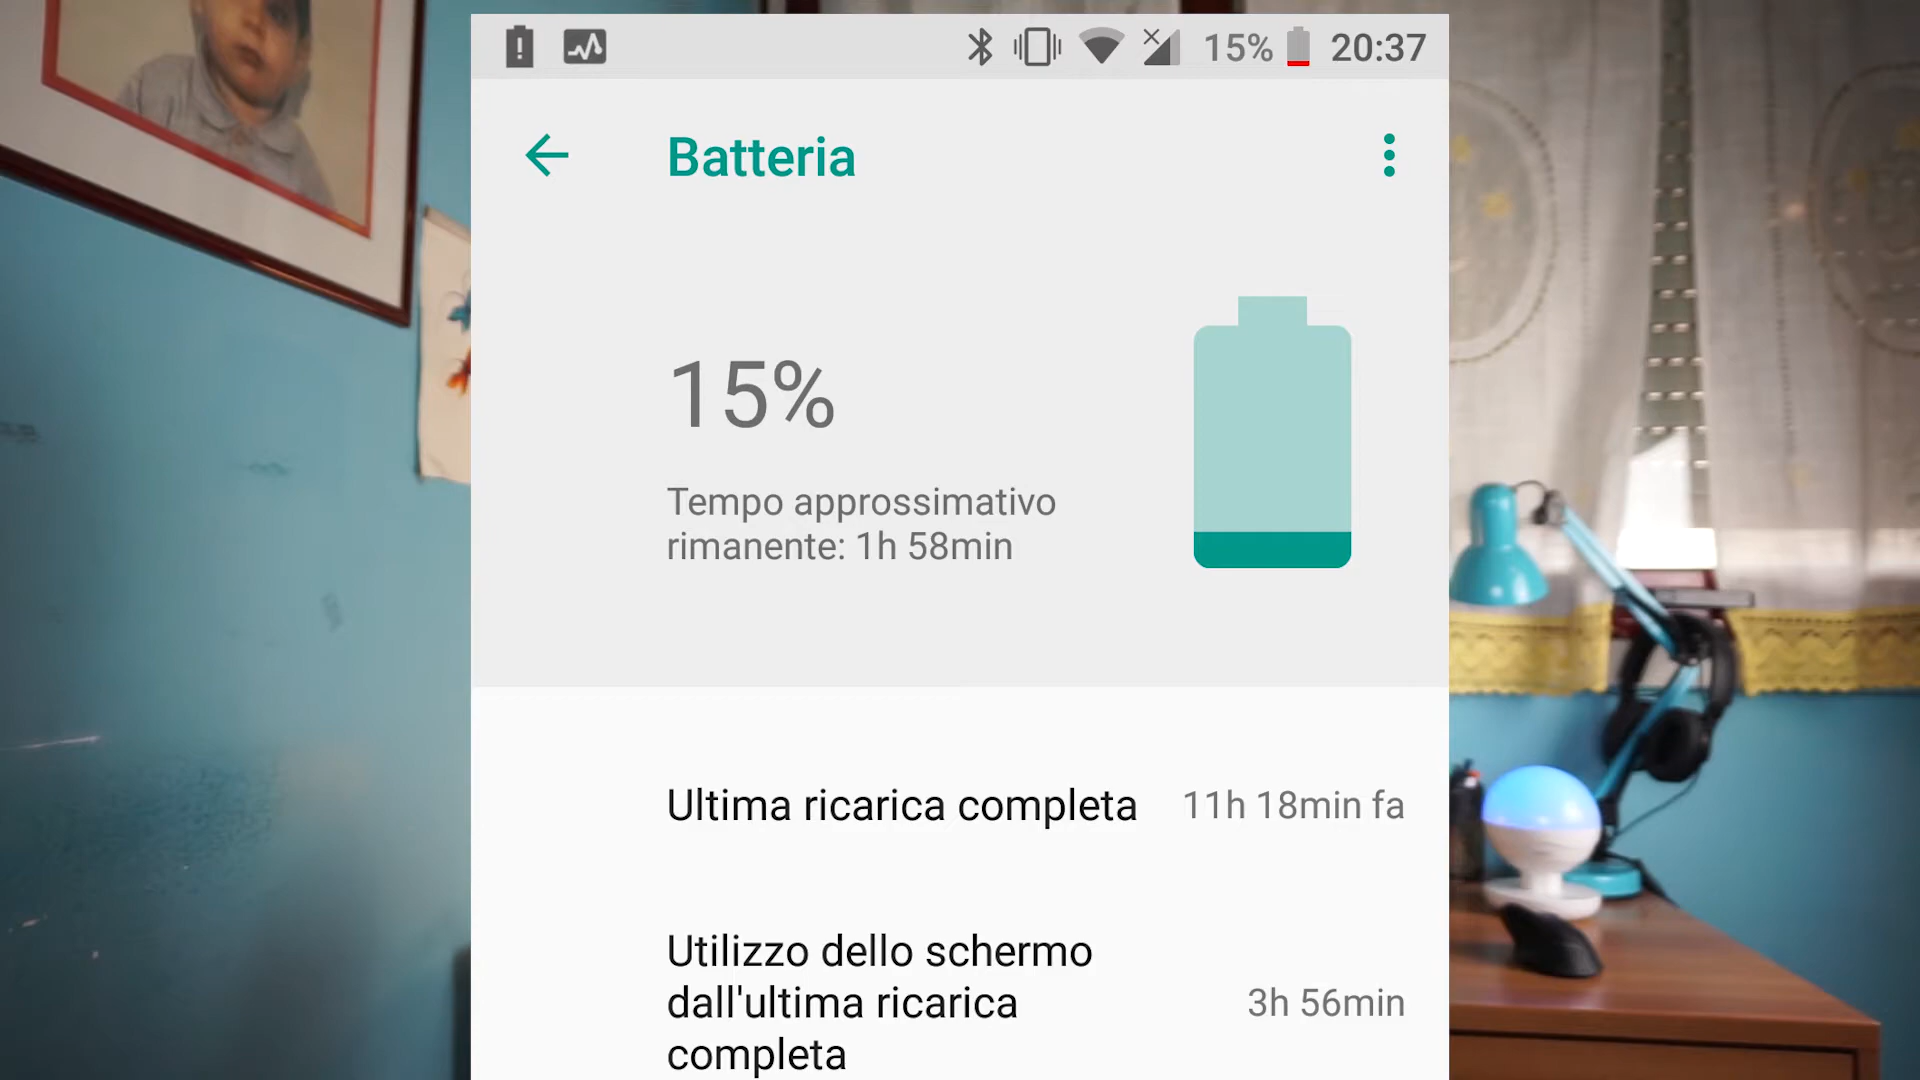 15% 20:37
Batteria
15%
Tempo approssimativo
rimanente: 1h 58min
Ultima ricarica completa 11h 18min fa
Utilizzo dello schermo
dall'ultima ricarica 3h 56min
completa